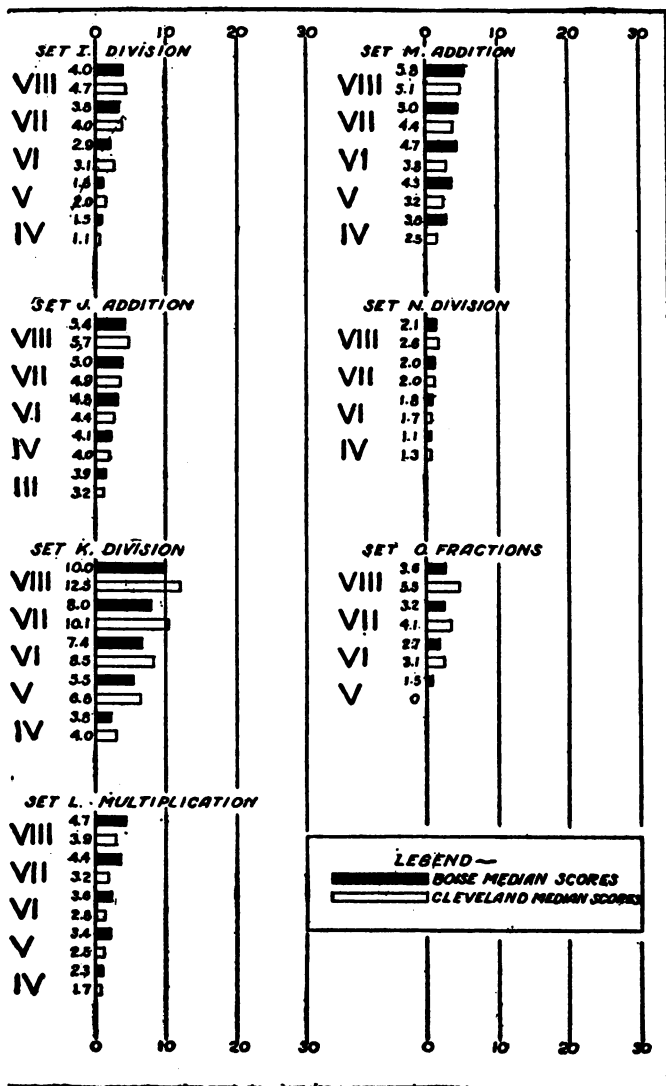 0 10 20 30
SET I. DIVISION
VIII 4.0
4.7
VII 3.8
4.0
VI 2.9
3.1
V 1.8
2.0
IV 1.5
1.1
SET J. ADDITION
VIII 5.4
5.7
VII 5.0
4.9
VI 4.8
4.4
IV 4.1
4.0
III 3.9
3.2
SET K. DIVISION
VIII 10.0
12.5
VII 8.0
10.1
VI 7.4
8.5
V 5.5
6.8
IV 3.8
4.0
SET L. MULTIPLICATION
VIII 4.7
3.9
VII 4.4
3.2
VI 3.6
2.8
V 3.4
2.5
IV 2.3
1.7
0 10 20 30
0 10 20 30
SET M. ADDITION
VIII 5.8
5.1
VII 5.0
4.4
VI 4.7
3.8
V 4.3
3.2
IV 3.8
2.5
SET N. DIVISION
VIII 2.1
2.6
VII 2.0
2.0
VI 1.8
1.7
IV 1.1
1.3
SET O FRACTIONS
VIII 3.6
5.5
VII 3.2
4.1
VI 2.7
3.1
V 1.5
0
LEGEND~
BOISE MEDIAN SCORES
CLEVELAND MEDIAN SCORES
0 10 20 30